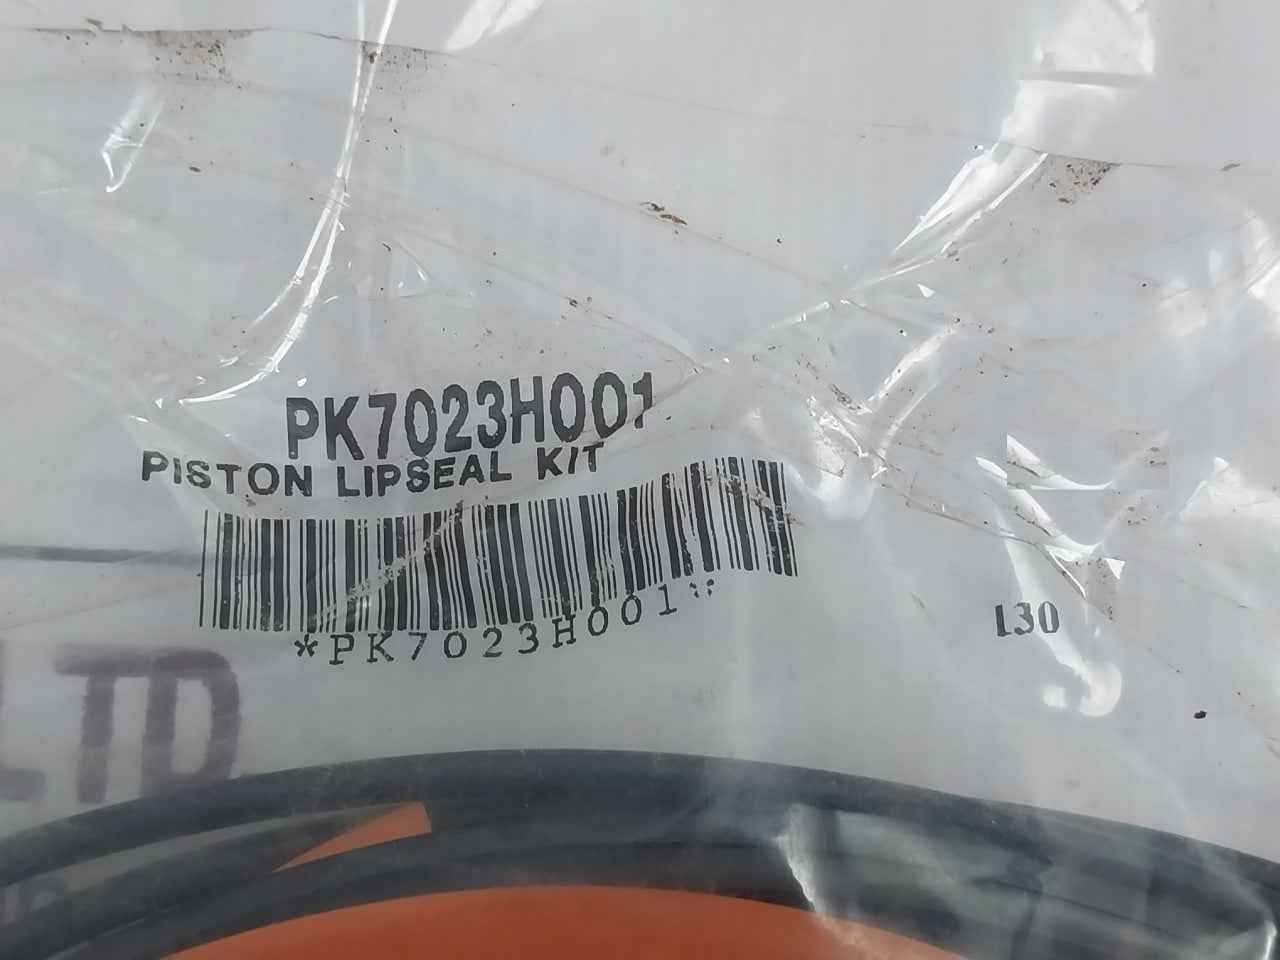 PK7023H001
PISTON LIPSEAL KIT
*PK7023H001*
130
LTD